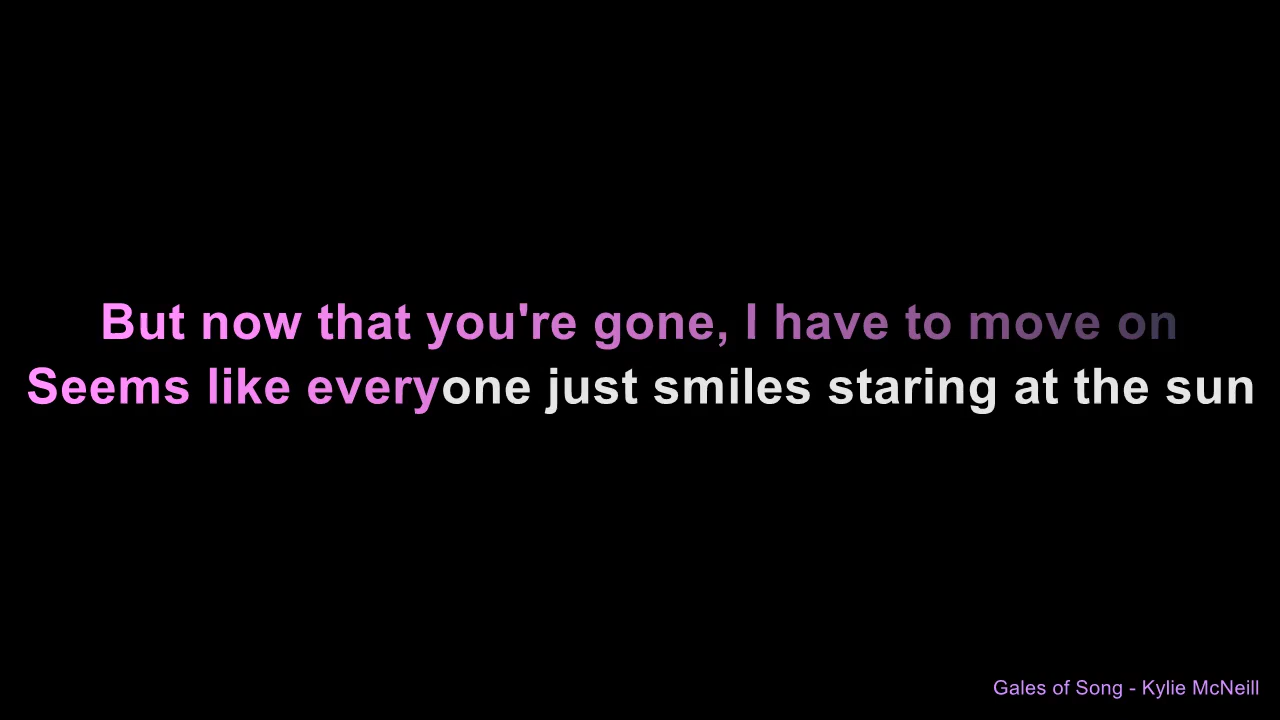 But now that you're gone, I have to move on
Seems like everyone just smiles staring at the sun
Gales of Song - Kylie McNeill